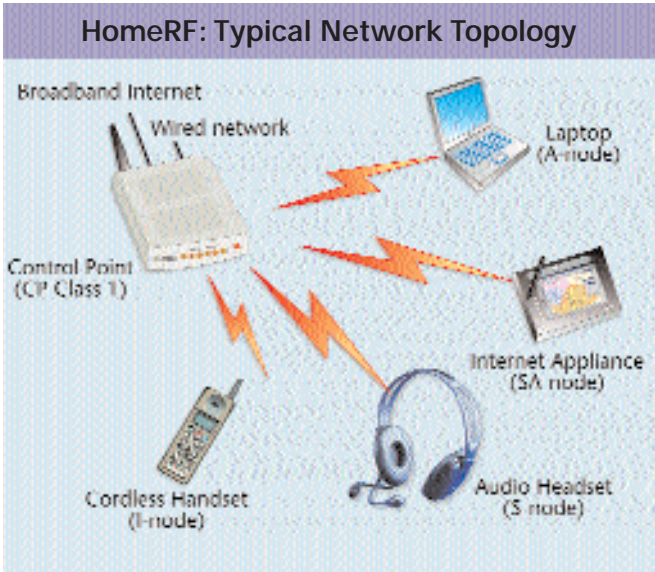 HomeRF: Typical Network Topology
Broadband Internet
Wired network
Laptop
(A-node)
Control Point
(CP Class 1)
Internet Appliance
(SA node)
Cordless Handset
(I-node)
Audio Headset
(S node)